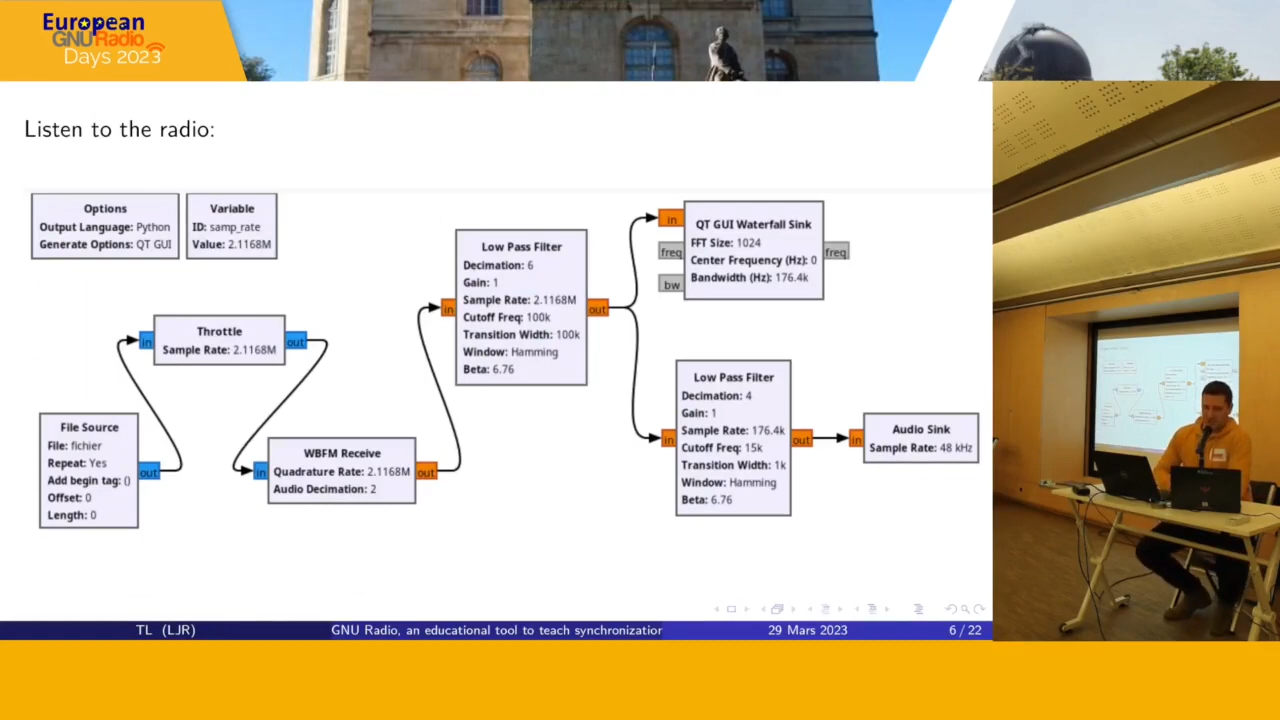 European
GNU Radio
Days 2023
Listen to the radio:
Options
Output Language: Python
Generate Options: QT GUI
Variable
ID: samp_rate
Value: 2.1168M
Low Pass Filter
Decimation: 6
Gain: 1
Sample Rate: 2.1168M
Cutoff Freq: 100k
Transition Width: 100k
Window: Hamming
Beta: 6.76
in
out
QT GUI Waterfall Sink
FFT Size: 1024
Center Frequency (Hz): 0
Bandwidth (Hz): 176.4k
in
freq
bw
freq
Throttle
Sample Rate: 2.1168M
in
out
File Source
File: fichier
Repeat: Yes
Add begin tag: ()
Offset: 0
Length: 0
out
WBFM Receive
Quadrature Rate: 2.1168M
Audio Decimation: 2
in
out
Low Pass Filter
Decimation: 4
Gain: 1
Sample Rate: 176.4k
Cutoff Freq: 15k
Transition Width: 1k
Window: Hamming
Beta: 6.76
in
out
Audio Sink
Sample Rate: 48 kHz
in
TL (LJR)
GNU Radio, an educational tool to teach synchronization
29 Mars 2023
6 / 22